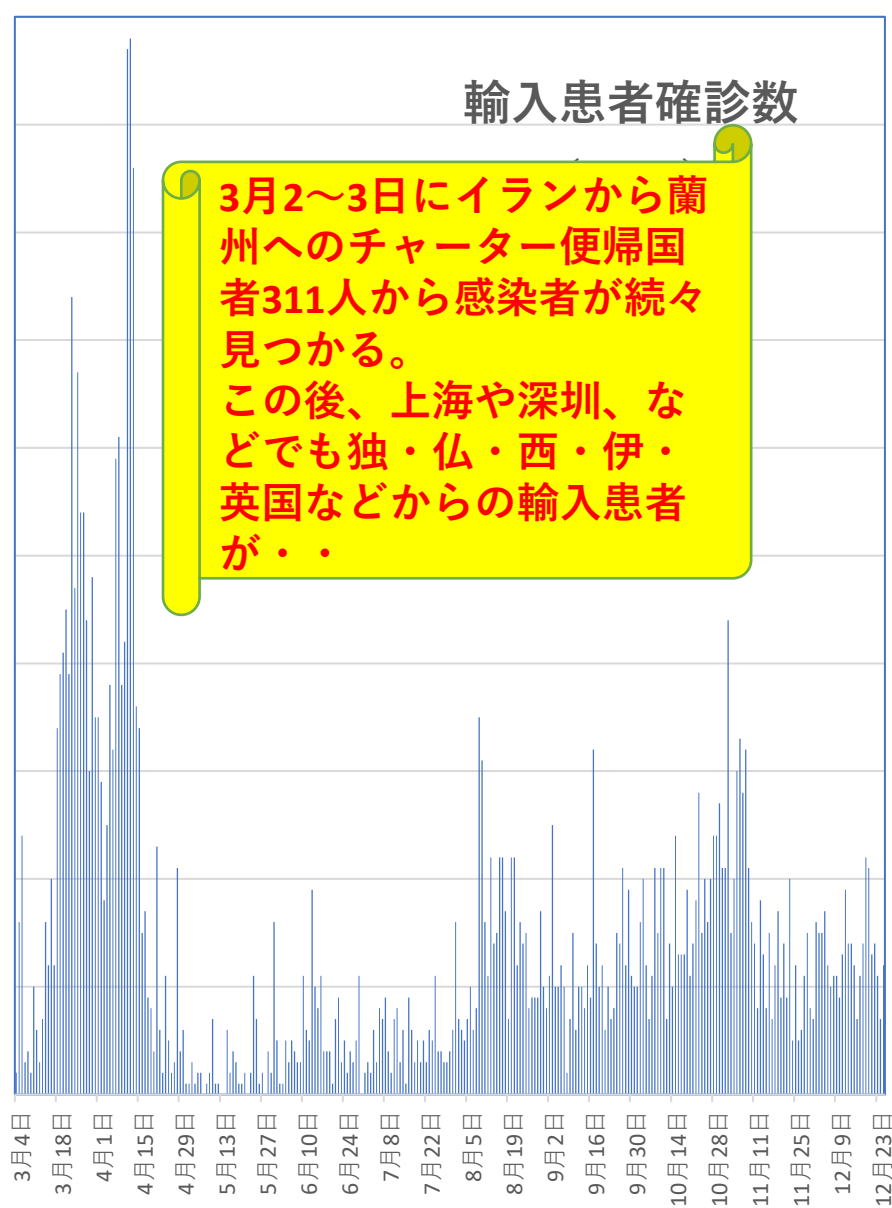 輸入患者確診数
3月2～3日にイランから蘭
州へのチャーター便帰国
者311人から感染者が続々
見つかる。
この後、上海や深圳、な
どでも独・仏・西・伊・
英国などからの輸入患者
が・・
3月4日
3月18日
4月1日
4月15日
4月29日
5月13日
5月27日
6月10日
6月24日
7月8日
7月22日
8月5日
8月19日
9月2日
9月16日
9月30日
10月14日
10月28日
11月11日
11月25日
12月9日
12月23日